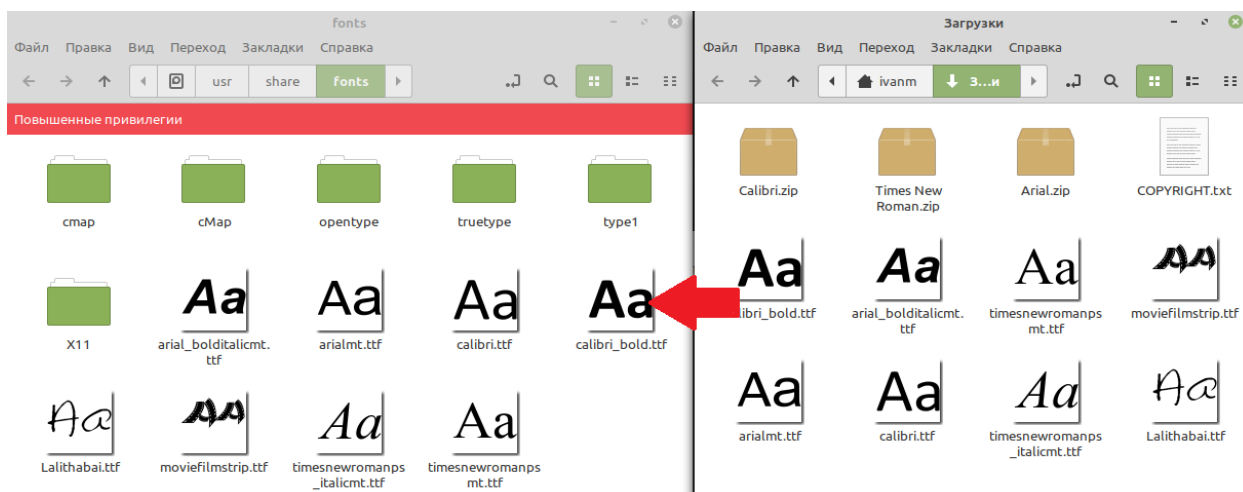 fonts
Файл Правка Вид Переход Закладки Справка
usr share fonts
Повышенные привилегии
cmap cMap opentype truetype type1
Aa Aa Aa Aa
X11 arial_bolditalicmt. arialmt.ttf calibri.ttf calibri_bold.ttf
ttf
Aa Aa Aa Aa
Lalithabai.ttf moviefilmstrip.ttf timesnewromanps timesnewromanps
_italicmt.ttf mt.ttf
Загрузки
Файл Правка Вид Переход Закладки Справка
ivanm З...и
Calibri.zip Times New Arial.zip COPYRIGHT.txt
Roman.zip
Aa Aa Aa Aa
libri_bold.ttf arial_bolditalicmt. timesnewromanps moviefilmstrip.ttf
ttf mt.ttf
Aa Aa Aa Aa
arialmt.ttf calibri.ttf timesnewromanps Lalithabai.ttf
_italicmt.ttf